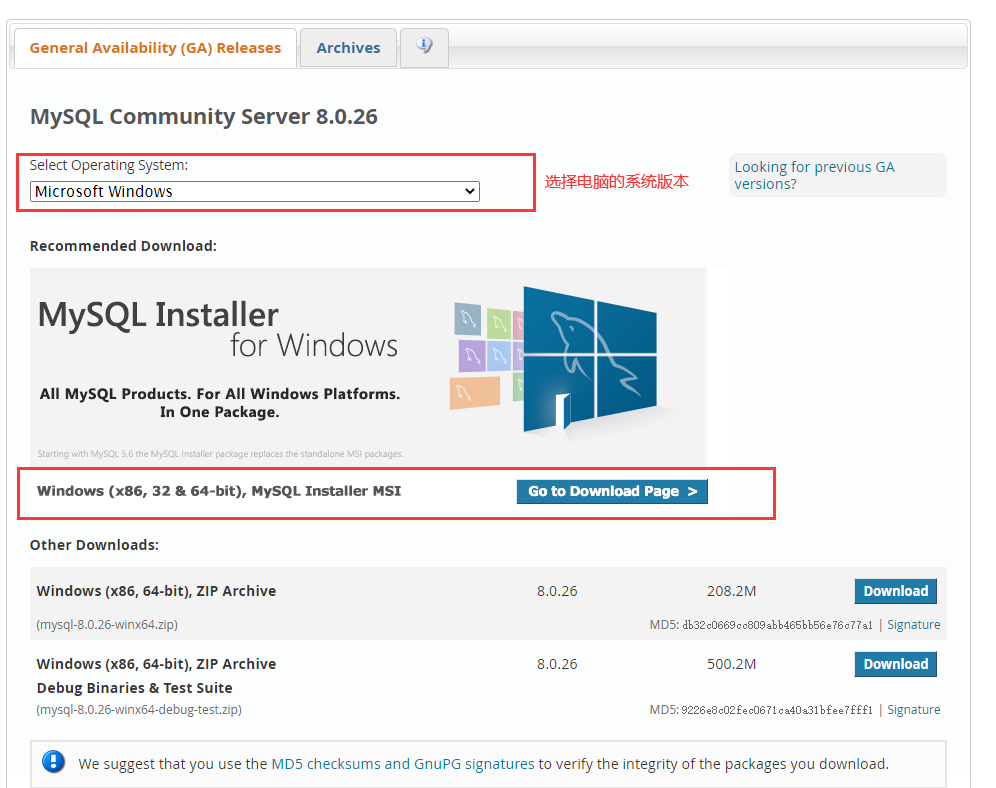 General Availability (GA) Releases
Archives
MySQL Community Server 8.0.26
Select Operating System:
Microsoft Windows
选择电脑的系统版本
Looking for previous GA
versions?
Recommended Download:
MySQL Installer
for Windows
All MySQL Products. For All Windows Platforms.
In One Package.
Starting with MySQL 5.6 the MySQL Installer package replaces the standalone MSI packages.
Windows (x86, 32 & 64-bit), MySQL Installer MSI
Go to Download Page >
Other Downloads:
Windows (x86, 64-bit), ZIP Archive 8.0.26 208.2M Download
(mysql-8.0.26-winx64.zip) MD5: db32c0669cc809abb465bb56e76c77a1 | Signature
Windows (x86, 64-bit), ZIP Archive 8.0.26 500.2M Download
Debug Binaries & Test Suite
(mysql-8.0.26-winx64-debug-test.zip) MD5: 9226e8c02fec0671ca40a31bfee7fff1 | Signature
We suggest that you use the MD5 checksums and GnuPG signatures to verify the integrity of the packages you download.